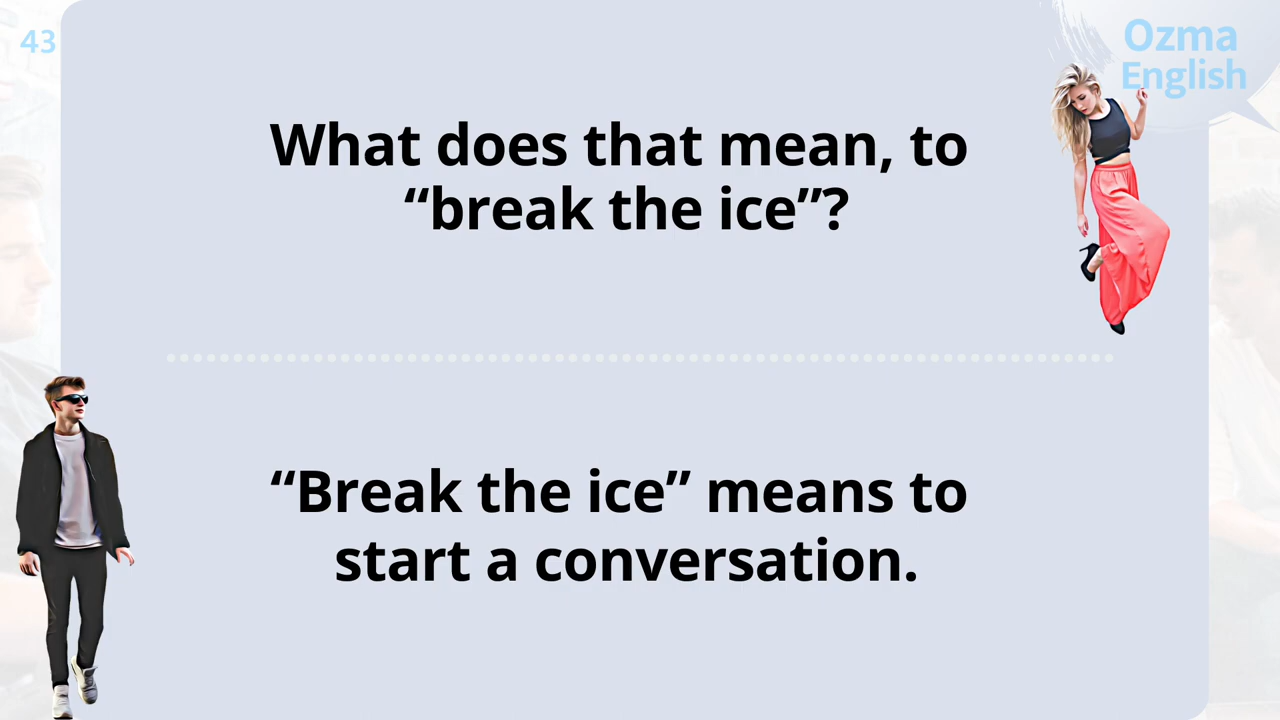 43
Ozma
English
What does that mean, to
“break the ice”?
“Break the ice” means to
start a conversation.